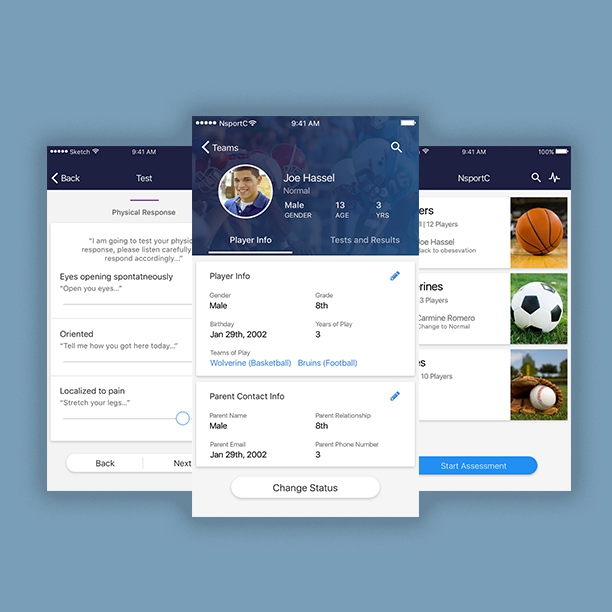 Sketch
9:41 AM
Back
Test
Physical Response
"I am going to test your physic
response, please listen carefully
respond accordingly..."
Eyes opening spontatneously
"Open you eyes..."
Oriented
"Tell me how you got here today..."
Localized to pain
"Stretch your legs..."
Back
Next
NsportC
9:41 AM
Teams
Joe Hassel
Normal
Male
13
3
GENDER
AGE
YRS
Player Info
Tests and Results
Player Info
Gender
Grade
Male
8th
Birthday
Years of Play
Jan 29th, 2002
3
Teams of Play
Wolverine (Basketball)
Bruins (Football)
Parent Contact Info
Parent Name
Parent Relationship
Male
8th
Parent Email
Parent Phone Number
Jan 29th, 2002
3
Change Status
9:41 AM
100%
NsportC
ers
| 12 Players
Joe Hassel
Back to obesevation
erines
3 Players
Carmine Romero
Change to Normal
es
10 Players
Start Assessment